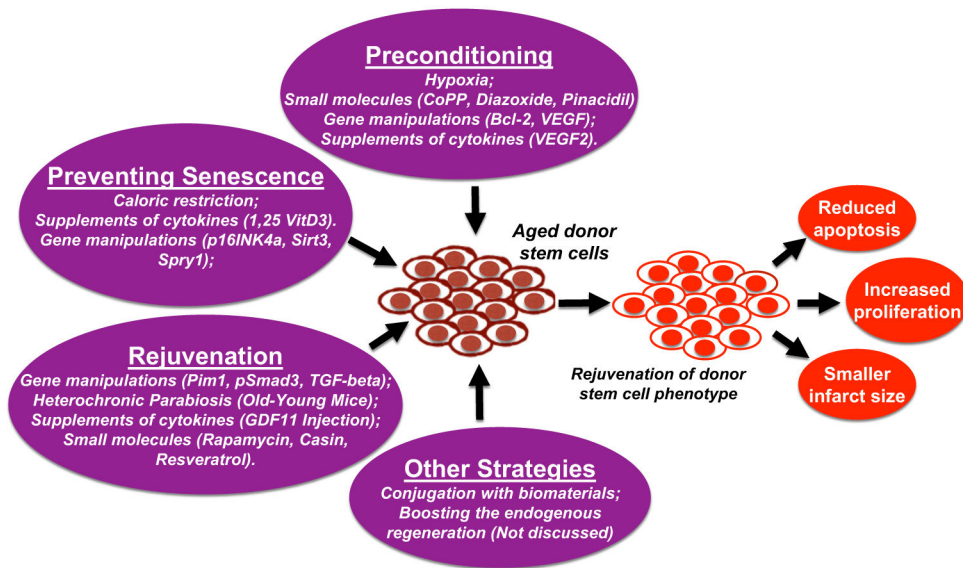 Preconditioning
Hypoxia;
Small molecules (CoPP, Diazoxide, Pinacidil)
Gene manipulations (Bcl-2, VEGF);
Supplements of cytokines (VEGF2).
Preventing Senescence
Caloric restriction;
Supplements of cytokines (1,25 VitD3).
Gene manipulations (p16INK4a, Sirt3,
Spry1);
Rejuvenation
Gene manipulations (Pim1, pSmad3, TGF-beta);
Heterochronic Parabiosis (Old-Young Mice);
Supplements of cytokines (GDF11 Injection);
Small molecules (Rapamycin, Casin,
Resveratrol).
Other Strategies
Conjugation with biomaterials;
Boosting the endogenous
regeneration (Not discussed)
Aged donor
stem cells
Rejuvenation of donor
stem cell phenotype
Reduced
apoptosis
Increased
proliferation
Smaller
infarct size